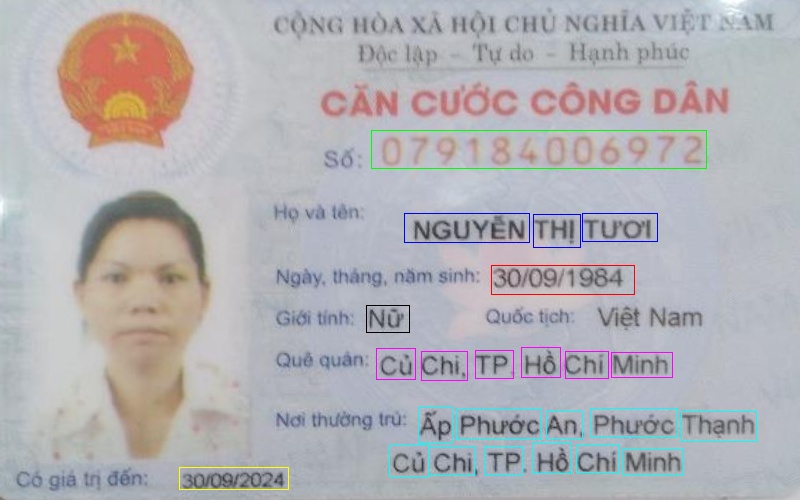 CỘNG HÒA XÃ HỘI CHỦ NGHĨA VIỆT NAM
Độc lập - Tự do - Hạnh phúc
CĂN CƯỚC CÔNG DÂN
Số: 079184006972
Họ và tên: NGUYỄN THỊ TƯƠI
Ngày, tháng, năm sinh: 30/09/1984
Giới tính: Nữ Quốc tịch: Việt Nam
Quê quán: Củ Chi, TP. Hồ Chí Minh
Nơi thường trú: Ấp Phước An, Phước Thạnh
Củ Chi, TP. Hồ Chí Minh
Có giá trị đến: 30/09/2024